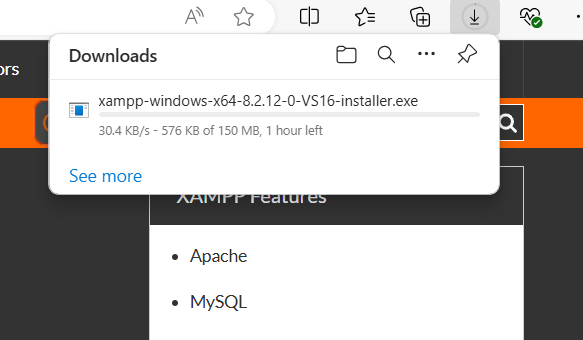 Downloads
ors
xampp-windows-x64-8.2.12-0-VS16-installer.exe
30.4 KB/s - 576 KB of 150 MB, 1 hour left
See more
XAMPP Features
Apache
MySQL